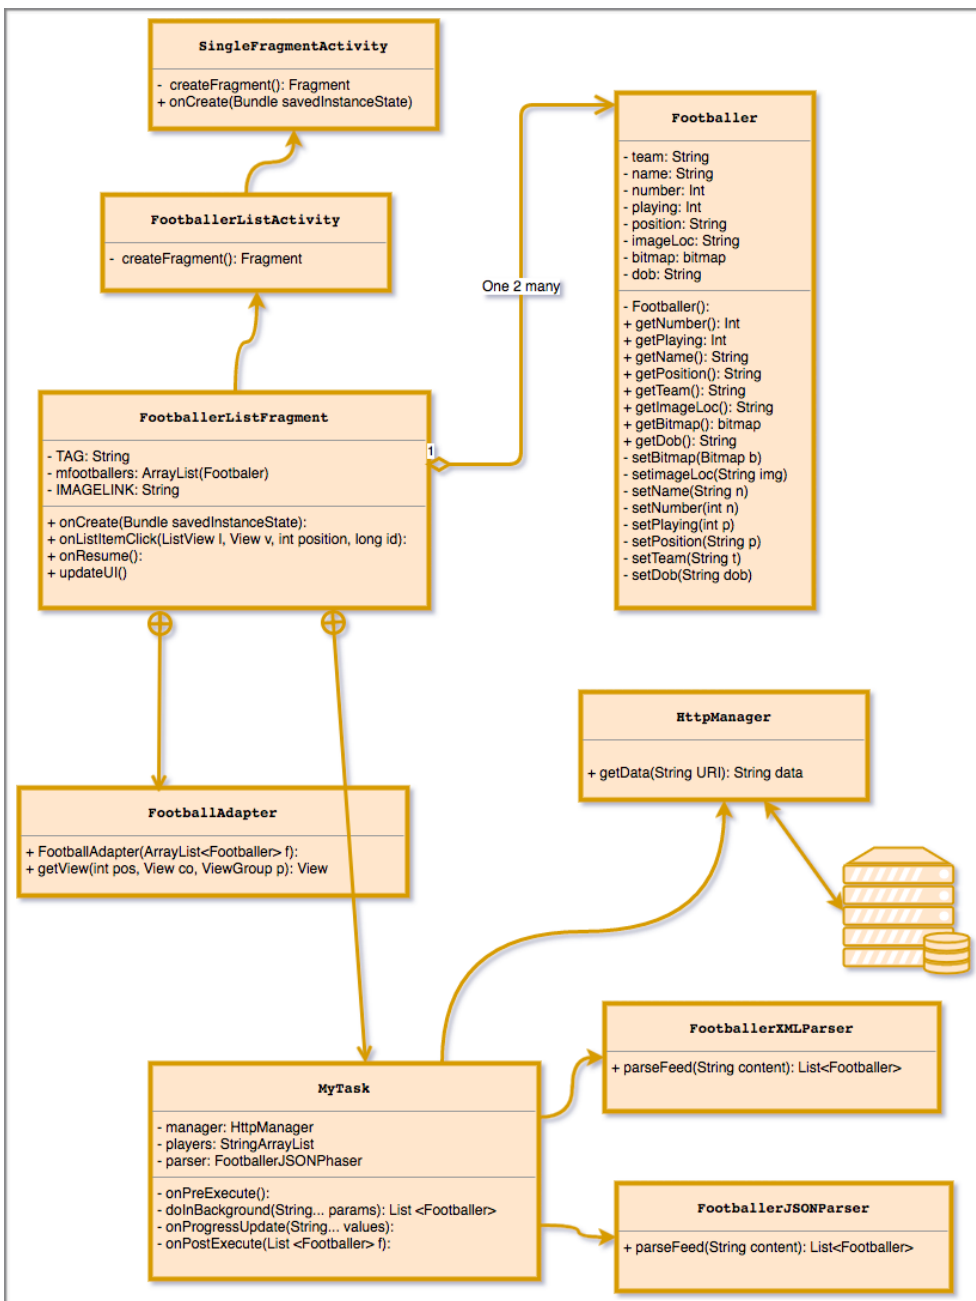 SingleFragmentActivity
- createFragment(): Fragment
+ onCreate(Bundle savedInstanceState)
FootballerListActivity
- createFragment(): Fragment
One 2 many
Footballer
- team: String
- name: String
- number: Int
- playing: Int
- position: String
- imageLoc: String
- bitmap: bitmap
- dob: String
- Footballer():
+ getNumber(): Int
+ getPlaying: Int
+ getName(): String
+ getPosition(): String
+ getTeam(): String
+ getImageLoc(): String
+ getBitmap(): bitmap
+ getDob(): String
- setBitmap(Bitmap b)
- setimageLoc(String img)
- setName(String n)
- setNumber(int n)
- setPlaying(int p)
- setPosition(String p)
- setTeam(String t)
- setDob(String dob)
FootballerListFragment
- TAG: String
- mfootballers: ArrayList(Footbaler)
- IMAGELINK: String
+ onCreate(Bundle savedInstanceState):
+ onListItemClick(ListView l, View v, int position, long id):
+ onResume():
+ updateUI()
1
HttpManager
+ getData(String URI): String data
FootballAdapter
+ FootballAdapter(ArrayList<Footballer> f):
+ getView(int pos, View co, ViewGroup p): View
FootballerXMLParser
+ parseFeed(String content): List<Footballer>
MyTask
- manager: HttpManager
- players: StringArrayList
- parser: FootballerJSONPhaser
- onPreExecute():
- doInBackground(String... params): List <Footballer>
- onProgressUpdate(String... values):
- onPostExecute(List <Footballer> f):
FootballerJSONParser
+ parseFeed(String content): List<Footballer>